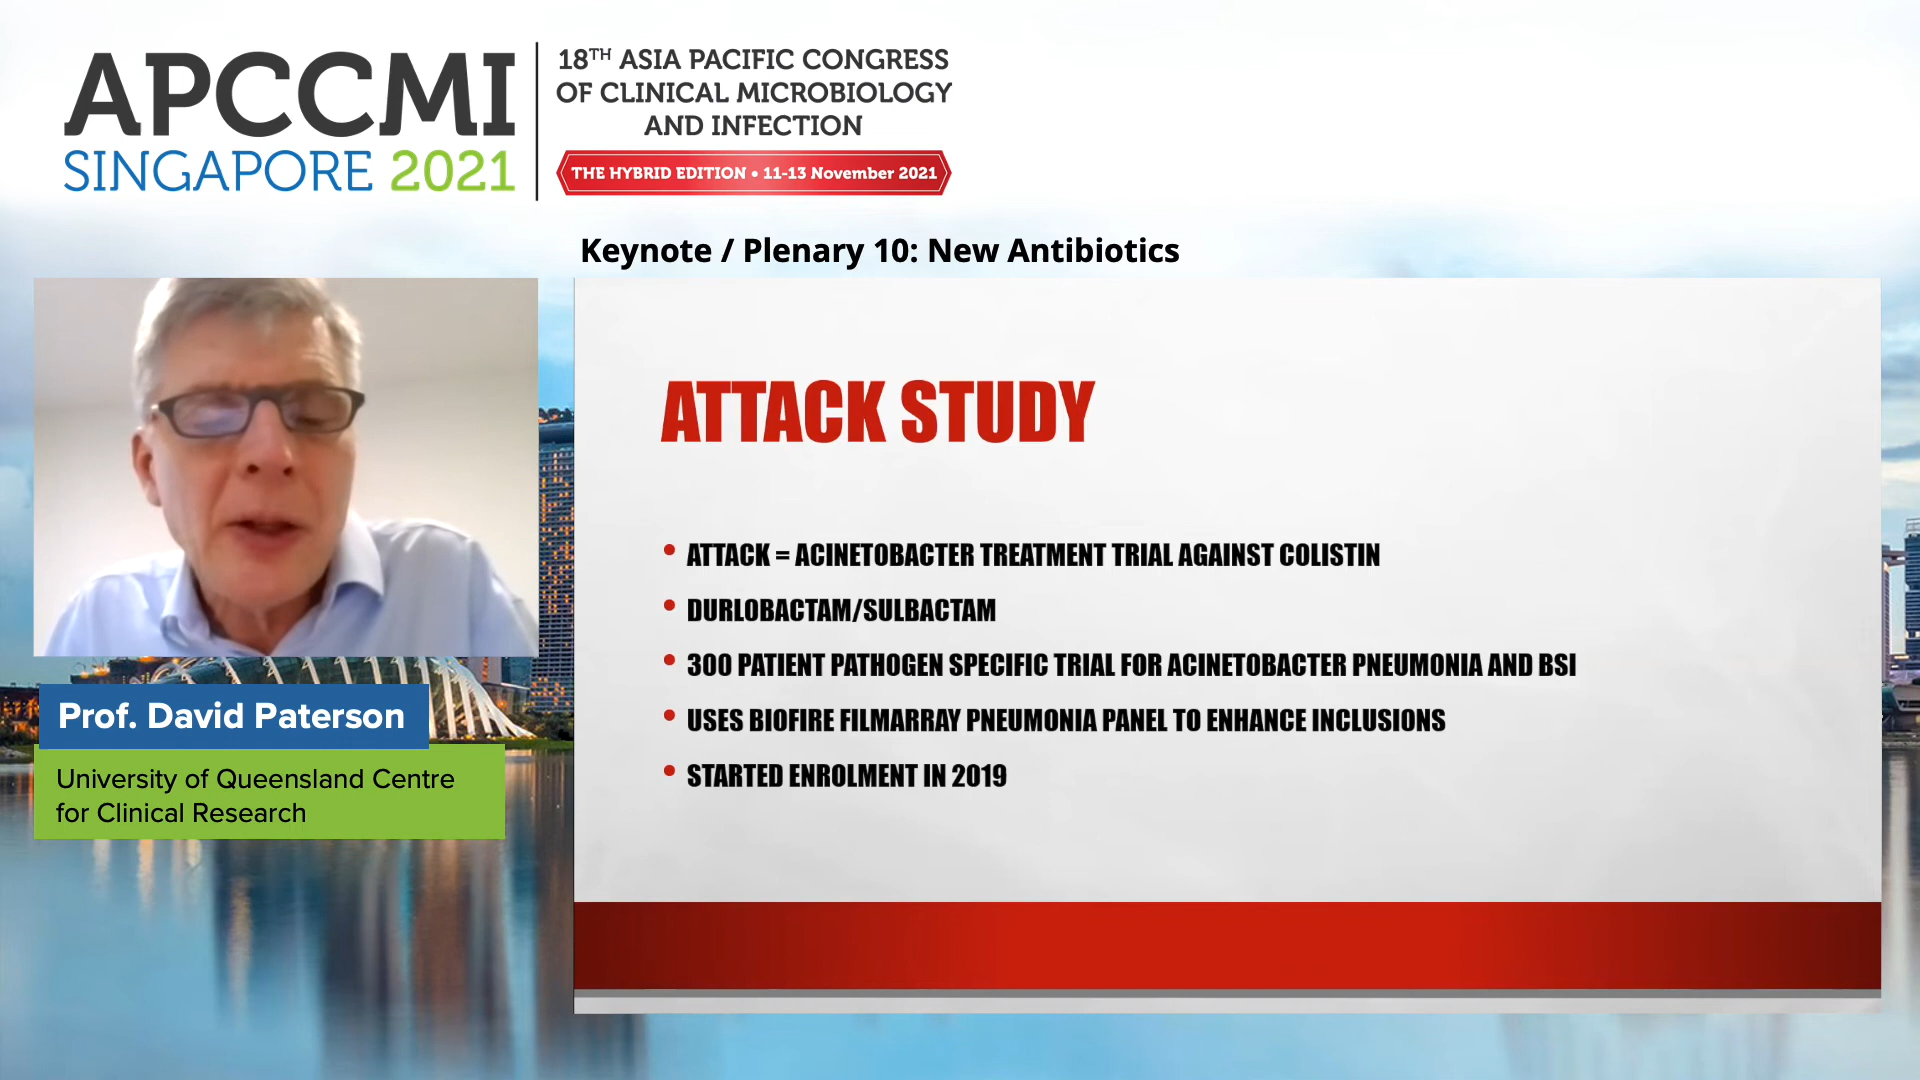 APCCMI
SINGAPORE 2021
18TH ASIA PACIFIC CONGRESS
OF CLINICAL MICROBIOLOGY
AND INFECTION
THE HYBRID EDITION • 11-13 November 2021
Keynote / Plenary 10: New Antibiotics
Prof. David Paterson
University of Queensland Centre
for Clinical Research
ATTACK STUDY
• ATTACK = ACINETOBACTER TREATMENT TRIAL AGAINST COLISTIN
• DURLOBACTAM/SULBACTAM
• 300 PATIENT PATHOGEN SPECIFIC TRIAL FOR ACINETOBACTER PNEUMONIA AND BSI
• USES BIOFIRE FILMARRAY PNEUMONIA PANEL TO ENHANCE INCLUSIONS
• STARTED ENROLMENT IN 2019